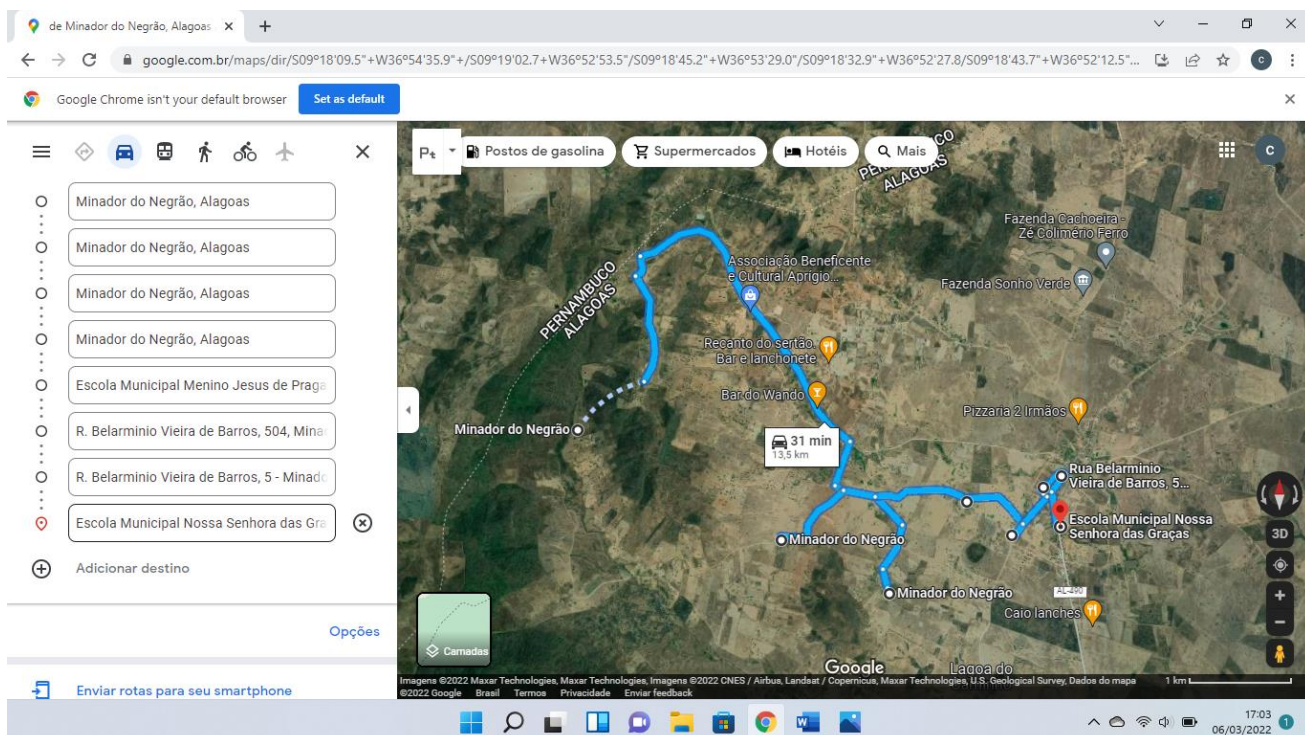 de Minador do Negrão, Alagoas
google.com.br/maps/dir/S09°18'09.5"+W36°54'35.9"+/S09°19'02.7+W36°52'53.5"/S09°18'45.2"+W36°53'29.0"/S09°18'32.9"+W36°52'27.8/S09°18'43.7"+W36°52'12.5"...
C
Google Chrome isn't your default browser
Set as default
Minador do Negrão, Alagoas
Minador do Negrão, Alagoas
Minador do Negrão, Alagoas
Minador do Negrão, Alagoas
Escola Municipal Menino Jesus de Praga
R. Belarminio Vieira de Barros, 504, Mina
R. Belarminio Vieira de Barros, 5 - Minado
Escola Municipal Nossa Senhora das Gra
Adicionar destino
Opções
Enviar rotas para seu smartphone
Pt
Postos de gasolina
Supermercados
Hotéis
Mais
C
PERNAMBUCO
ALAGOAS
Fazenda Cachoeira -
Zé Colimério Ferro
Associação Beneficente
e Cultural Aprígio...
Fazenda Sonho Verde
PERNAMBUCO
ALAGOAS
Recanto do sertão.
Bar e lanchonete
Bar do Wando
Pizzaria 2 Irmãos
Minador do Negrão
31 min
13,5 km
Rua Belarminio
Vieira de Barros, 5...
Escola Municipal Nossa
Senhora das Graças
Minador do Negrão
3D
Minador do Negrão
AL-490
Caio lanches
Camadas
Google
Lagoa do
Imagens ©2022 Maxar Technologies, Imagens ©2022 CNES / Airbus, Landsat / Copernicus, Maxar Technologies, U.S. Geological Survey, Dados do mapa
1 km
©2022 Google Brasil Termos Privacidade Enviar feedback
17:03
06/03/2022
1